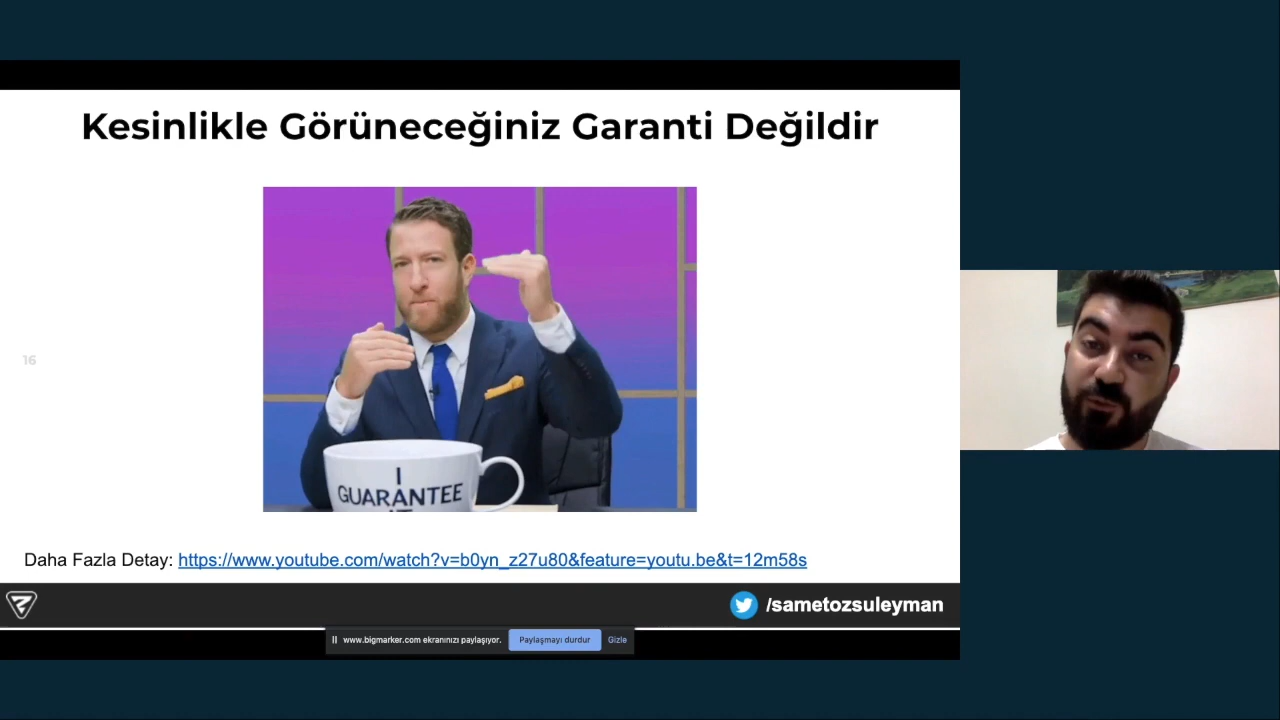 Kesinlikle Görüneceğiniz Garanti Değildir
I
GUARANTEE
16
Daha Fazla Detay: https://www.youtube.com/watch?v=b0yn_z27u80&feature=youtu.be&t=12m58s
/sametozsuleyman
www.bigmarker.com ekranınızı paylaşıyor. Paylaşmayı durdur Gizle